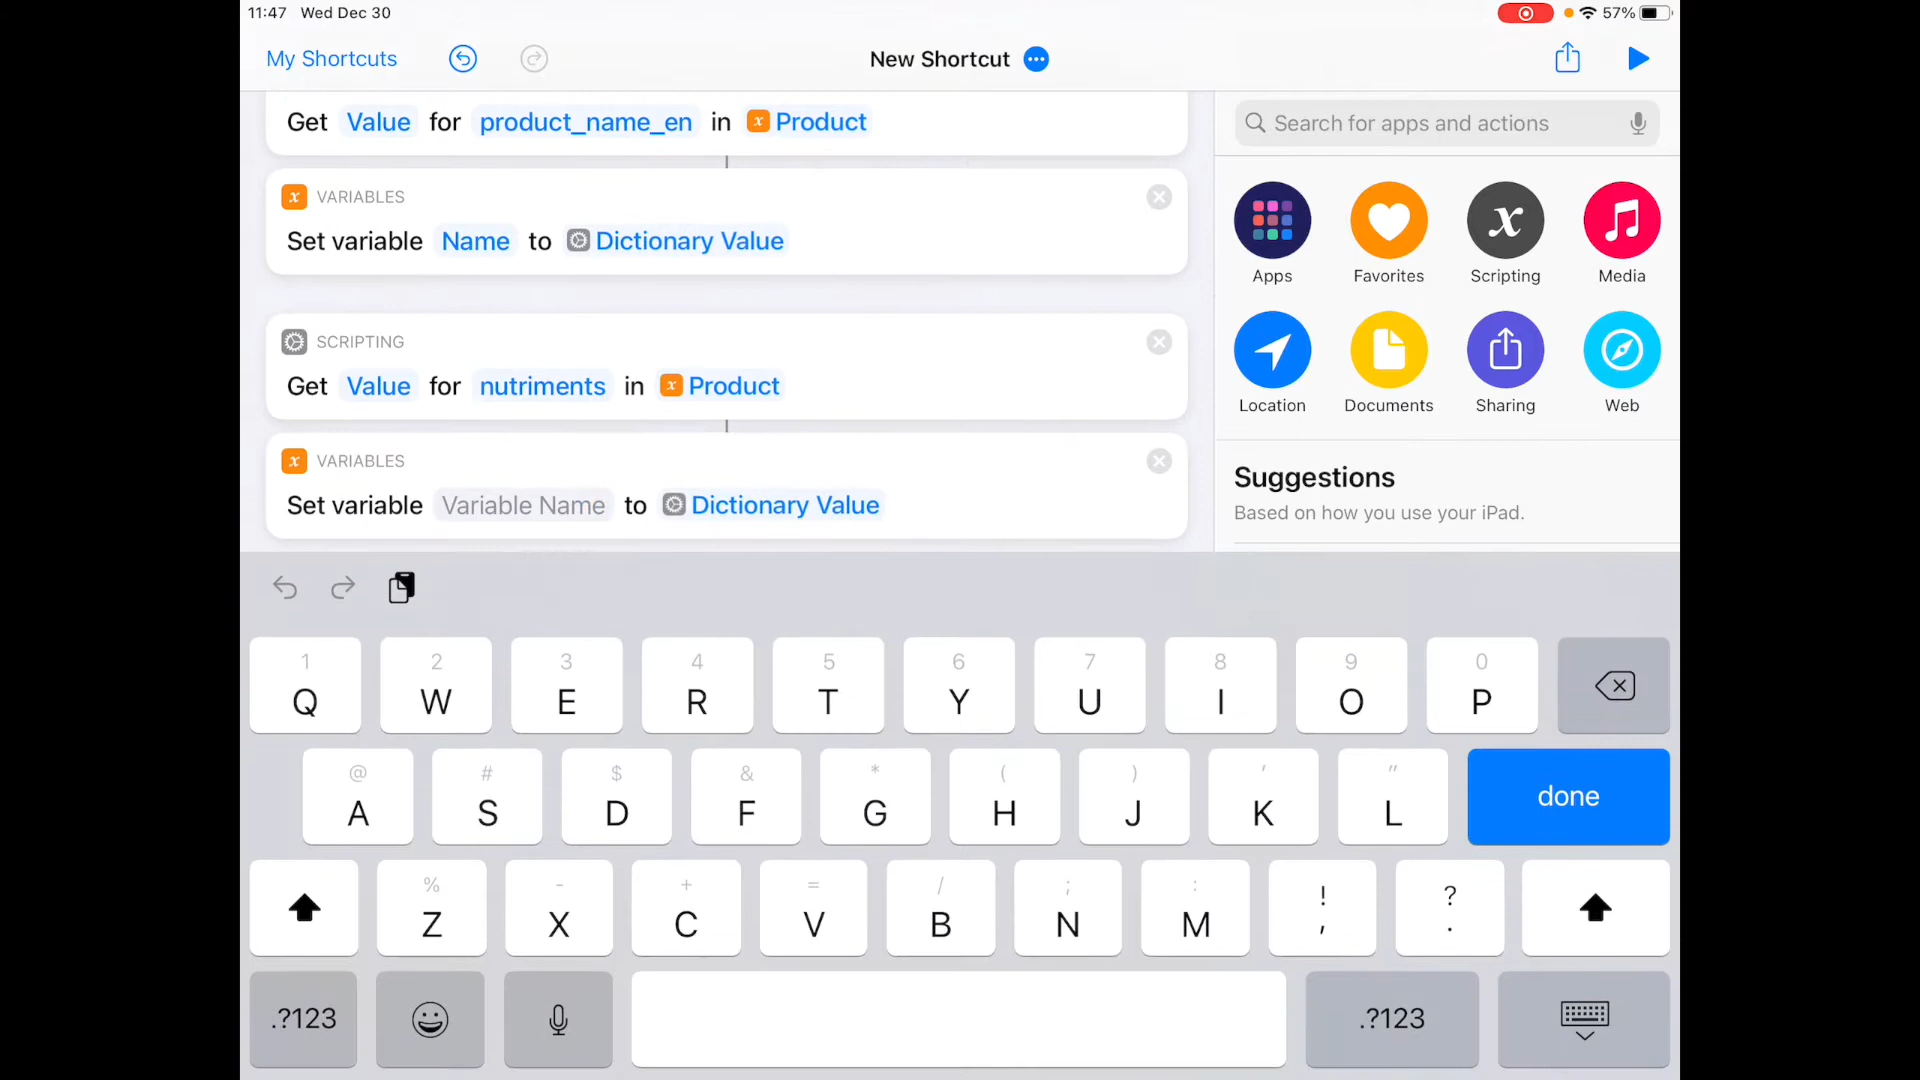 11:47 Wed Dec 30
57%
My Shortcuts
New Shortcut
Get Value for product_name_en in x Product
x VARIABLES
Set variable Name to Dictionary Value
SCRIPTING
Get Value for nutriments in x Product
x VARIABLES
Set variable Variable Name to Dictionary Value
Search for apps and actions
x
Apps Favorites Scripting Media
Location Documents Sharing Web
Suggestions
Based on how you use your iPad.
1 2 3 4 5 6 7 8 9 0
Q W E R T Y U I O P
@ # $ & * ( ) ' "
A S D F G H J K L done
% - + = / ; : ! ?
Z X C V B N M , .
.?123 .?123